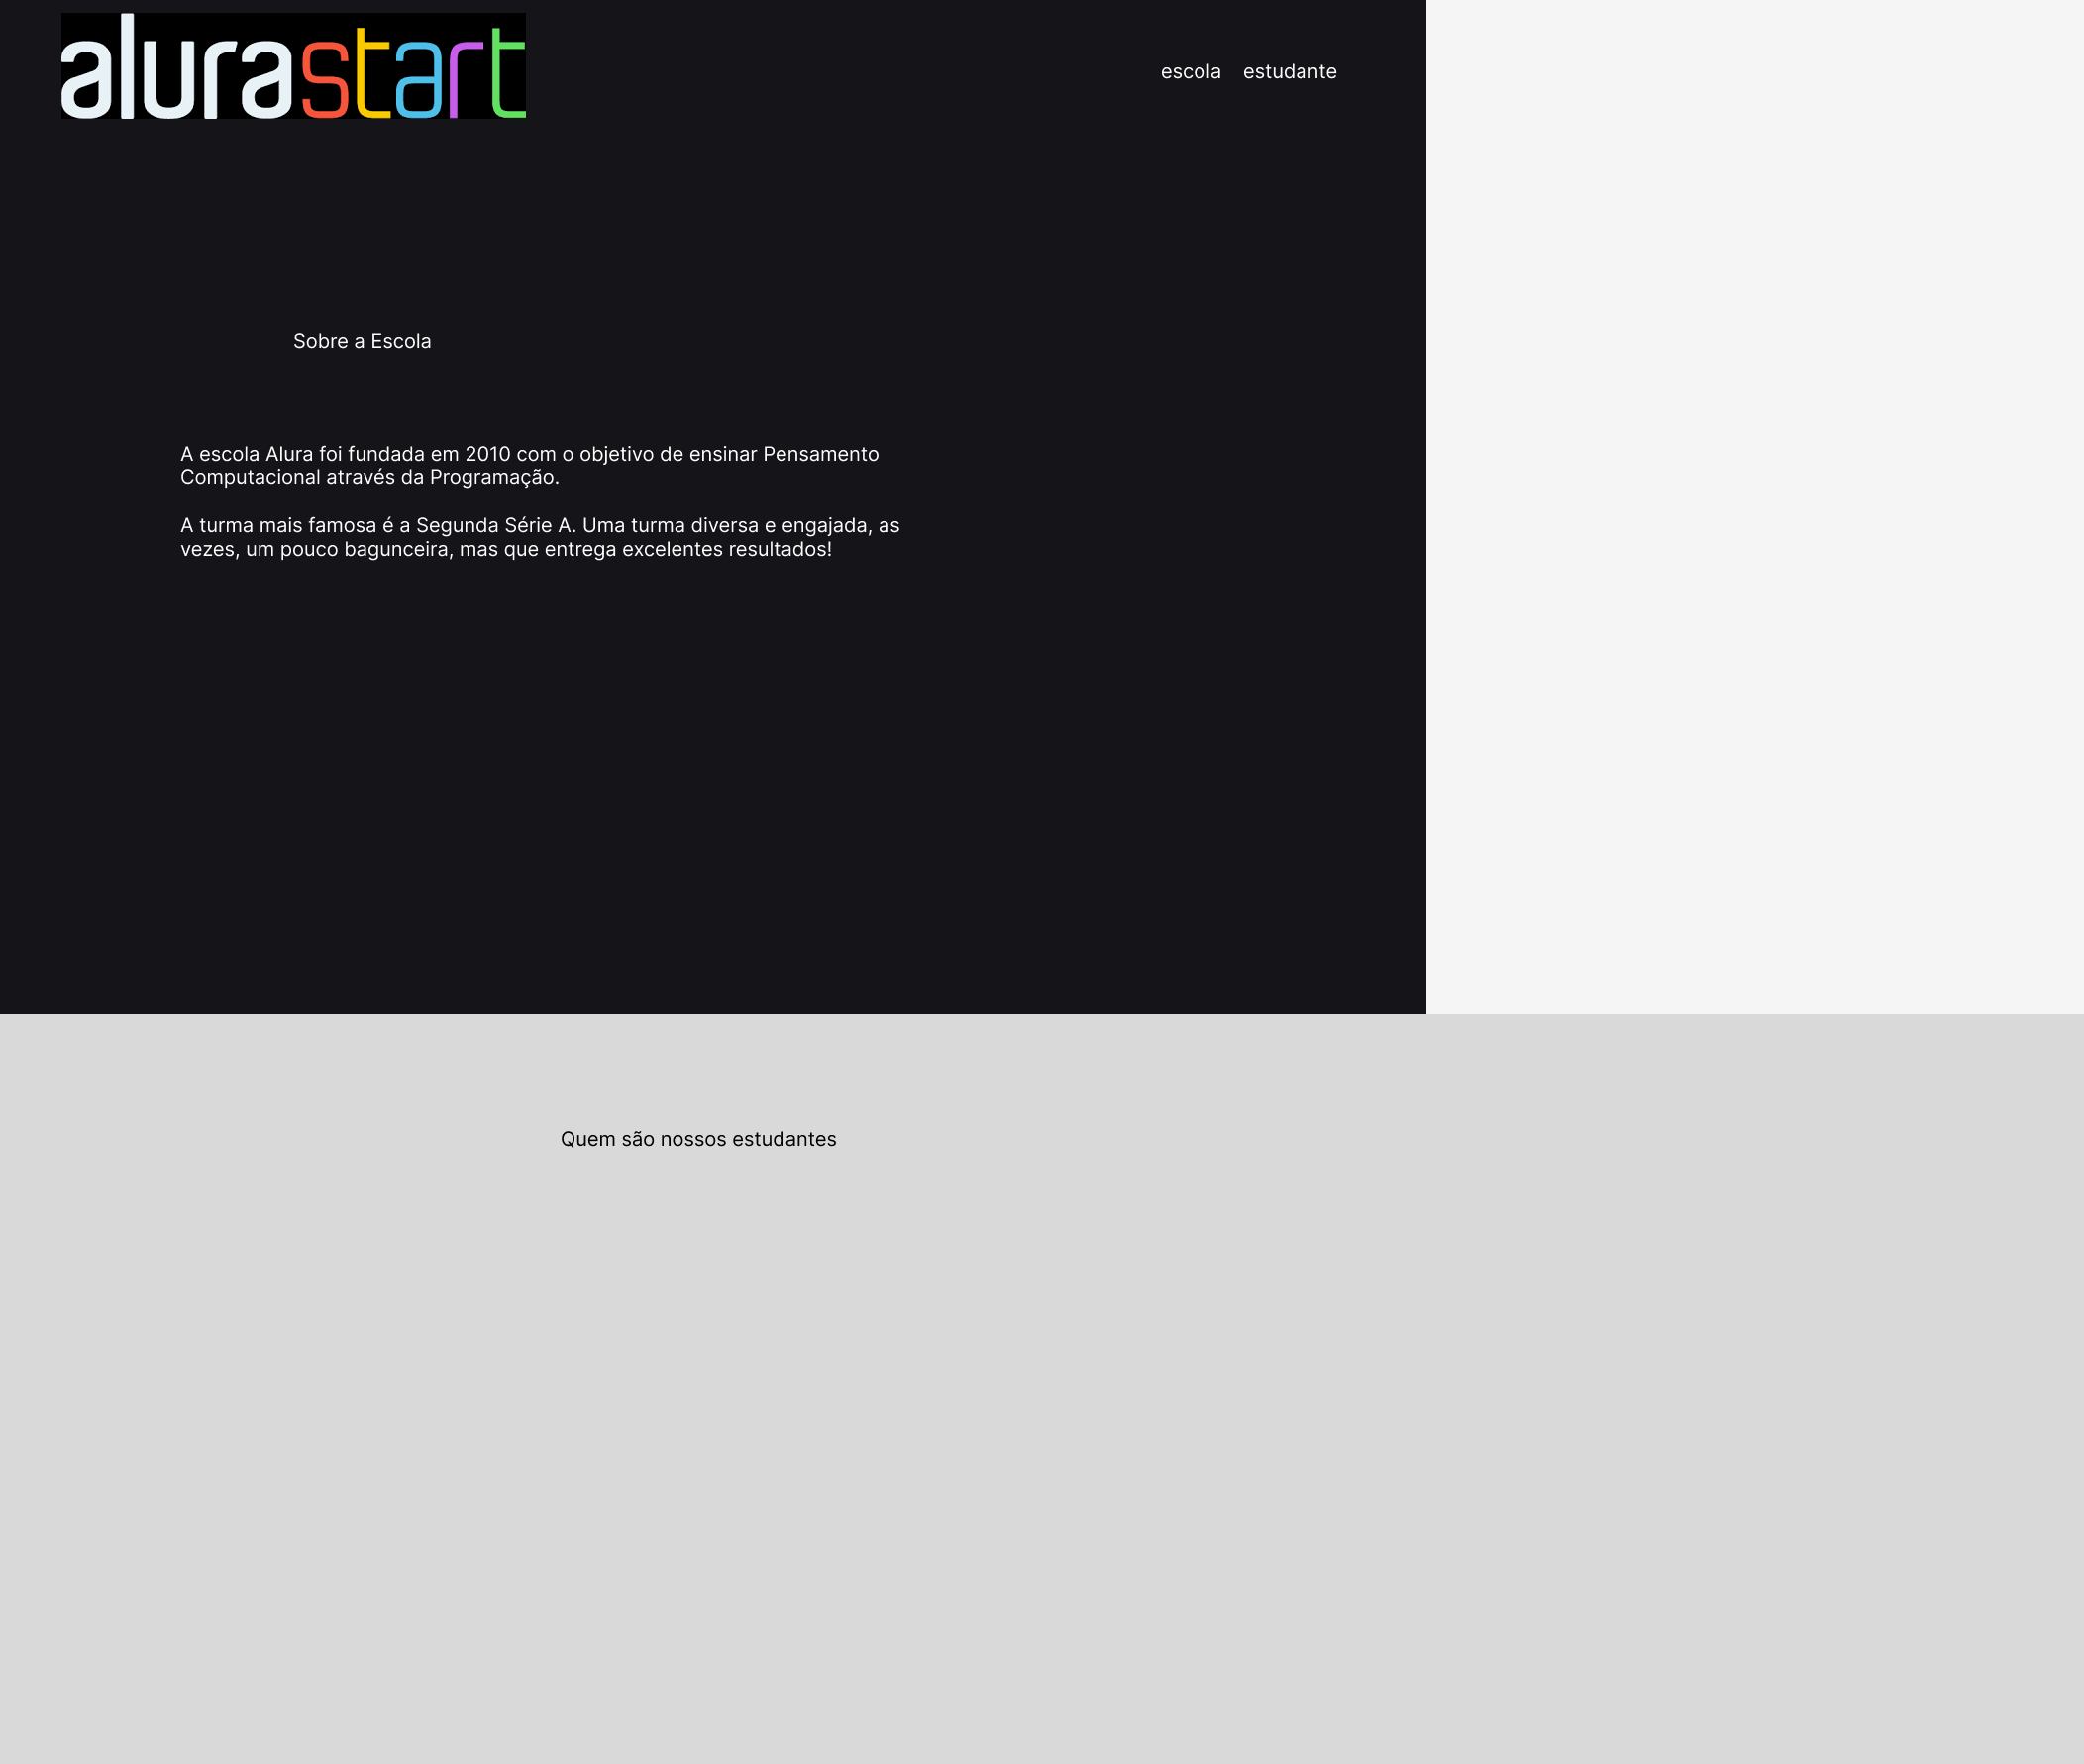 alurastart
escola estudante
Sobre a Escola
A escola Alura foi fundada em 2010 com o objetivo de ensinar Pensamento
Computacional através da Programação.
A turma mais famosa é a Segunda Série A. Uma turma diversa e engajada, as
vezes, um pouco bagunceira, mas que entrega excelentes resultados!
Quem são nossos estudantes